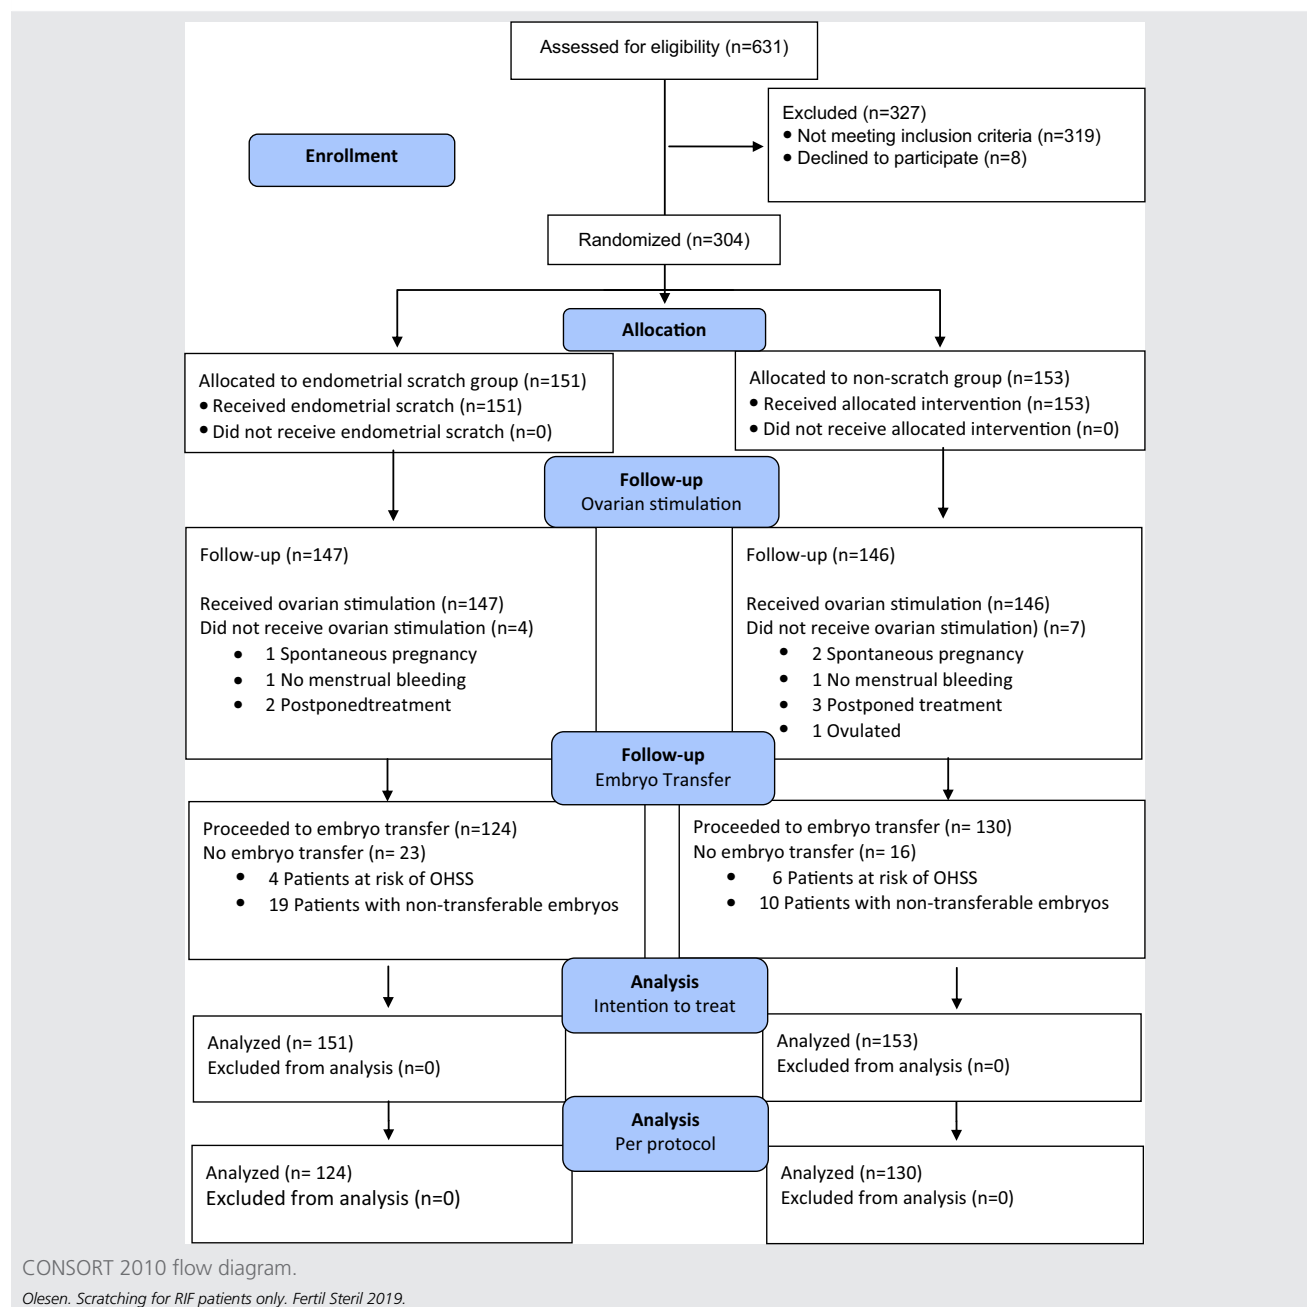 Assessed for eligibility (n=631)
Excluded (n=327)
• Not meeting inclusion criteria (n=319)
• Declined to participate (n=8)
Enrollment
Randomized (n=304)
Allocation
Allocated to endometrial scratch group (n=151)
• Received endometrial scratch (n=151)
• Did not receive endometrial scratch (n=0)
Allocated to non-scratch group (n=153)
• Received allocated intervention (n=153)
• Did not receive allocated intervention (n=0)
Follow-up
Ovarian stimulation
Follow-up (n=147)
Received ovarian stimulation (n=147)
Did not receive ovarian stimulation (n=4)
• 1 Spontaneous pregnancy
• 1 No menstrual bleeding
• 2 Postponedtreatment
Follow-up (n=146)
Received ovarian stimulation (n=146)
Did not receive ovarian stimulation) (n=7)
• 2 Spontaneous pregnancy
• 1 No menstrual bleeding
• 3 Postponed treatment
• 1 Ovulated
Follow-up
Embryo Transfer
Proceeded to embryo transfer (n=124)
No embryo transfer (n= 23)
• 4 Patients at risk of OHSS
• 19 Patients with non-transferable embryos
Proceeded to embryo transfer (n= 130)
No embryo transfer (n= 16)
• 6 Patients at risk of OHSS
• 10 Patients with non-transferable embryos
Analysis
Intention to treat
Analyzed (n= 151)
Excluded from analysis (n=0)
Analyzed (n=153)
Excluded from analysis (n=0)
Analysis
Per protocol
Analyzed (n= 124)
Excluded from analysis (n=0)
Analyzed (n=130)
Excluded from analysis (n=0)
CONSORT 2010 flow diagram.
Olesen. Scratching for RIF patients only. Fertil Steril 2019.